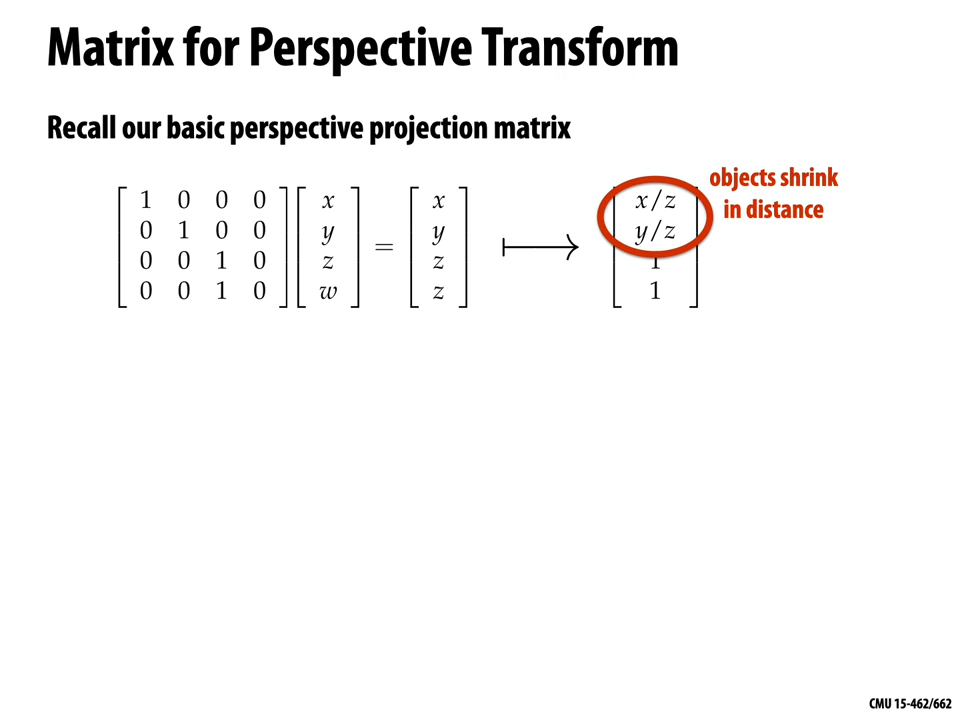 Matrix for Perspective Transform
Recall our basic perspective projection matrix
objects shrink
in distance
1 0 0 0 x x x/z
0 1 0 0 y y y/z
0 0 1 0 z = z ⟼ 1
0 0 1 0 w z 1
CMU 15-462/662